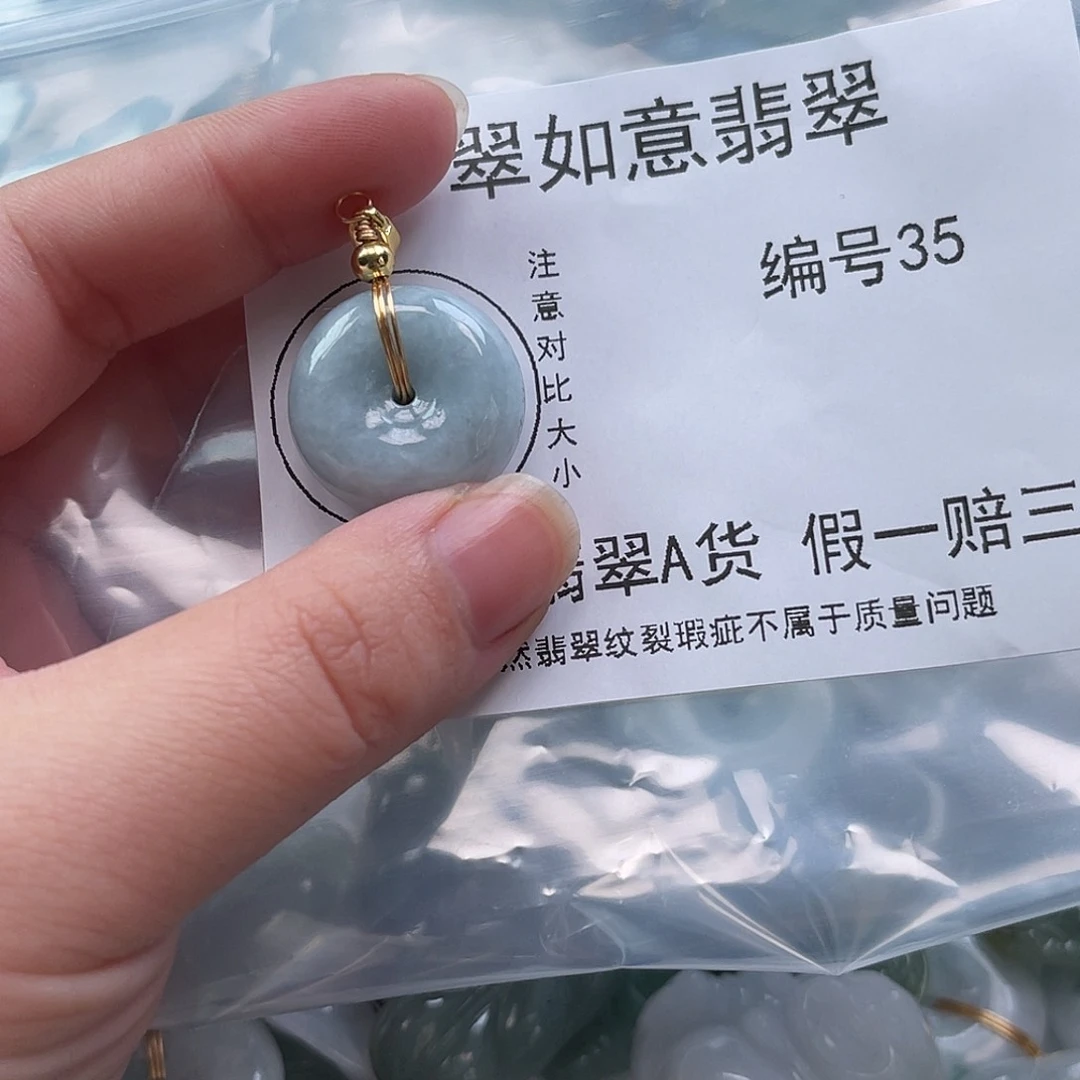 翠如意翡翠
编号35
注意对比大小
翡翠A货 假一赔三
然翡翠纹裂瑕疵不属于质量问题